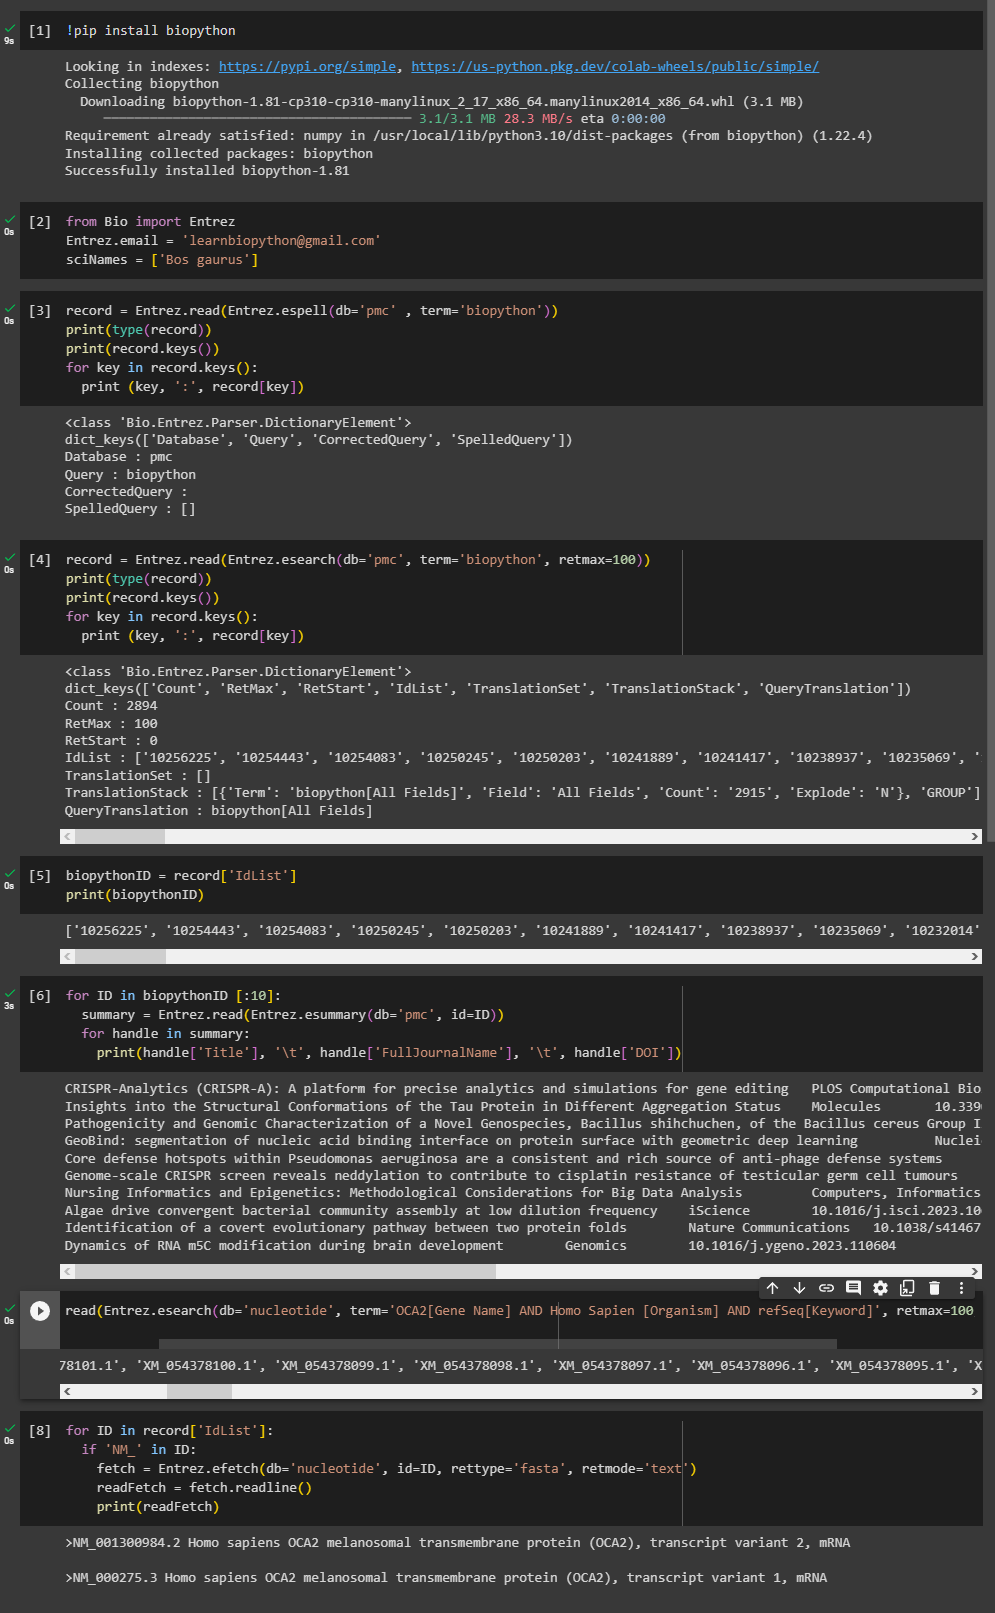 [1] !pip install biopython
9s
Looking in indexes: https://pypi.org/simple, https://us-python.pkg.dev/colab-wheels/public/simple/
Collecting biopython
Downloading biopython-1.81-cp310-cp310-manylinux_2_17_x86_64.manylinux2014_x86_64.whl (3.1 MB)
3.1/3.1 MB 28.3 MB/s eta 0:00:00
Requirement already satisfied: numpy in /usr/local/lib/python3.10/dist-packages (from biopython) (1.22.4)
Installing collected packages: biopython
Successfully installed biopython-1.81
[2] from Bio import Entrez
0s
Entrez.email = 'learnbiopython@gmail.com'
sciNames = ['Bos gaurus']
[3] record = Entrez.read(Entrez.espell(db='pmc' , term='biopython'))
0s
print(type(record))
print(record.keys())
for key in record.keys():
print (key, ':', record[key])
<class 'Bio.Entrez.Parser.DictionaryElement'>
dict_keys(['Database', 'Query', 'CorrectedQuery', 'SpelledQuery'])
Database : pmc
Query : biopython
CorrectedQuery :
SpelledQuery : []
[4] record = Entrez.read(Entrez.esearch(db='pmc', term='biopython', retmax=100))
0s
print(type(record))
print(record.keys())
for key in record.keys():
print (key, ':', record[key])
<class 'Bio.Entrez.Parser.DictionaryElement'>
dict_keys(['Count', 'RetMax', 'RetStart', 'IdList', 'TranslationSet', 'TranslationStack', 'QueryTranslation'])
Count : 2894
RetMax : 100
RetStart : 0
IdList : ['10256225', '10254443', '10254083', '10250245', '10250203', '10241889', '10241417', '10238937', '10235069', '
TranslationSet : []
TranslationStack : [{'Term': 'biopython[All Fields]', 'Field': 'All Fields', 'Count': '2915', 'Explode': 'N'}, 'GROUP']
QueryTranslation : biopython[All Fields]
[5] biopythonID = record['IdList']
0s
print(biopythonID)
['10256225', '10254443', '10254083', '10250245', '10250203', '10241889', '10241417', '10238937', '10235069', '10232014'
[6] for ID in biopythonID [:10]:
3s
summary = Entrez.read(Entrez.esummary(db='pmc', id=ID))
for handle in summary:
print(handle['Title'], '\t', handle['FullJournalName'], '\t', handle['DOI'])
CRISPR-Analytics (CRISPR-A): A platform for precise analytics and simulations for gene editing PLOS Computational Bio
Insights into the Structural Conformations of the Tau Protein in Different Aggregation Status Molecules 10.339
Pathogenicity and Genomic Characterization of a Novel Genospecies, Bacillus shihchuchen, of the Bacillus cereus Group I
GeoBind: segmentation of nucleic acid binding interface on protein surface with geometric deep learning Nuclei
Core defense hotspots within Pseudomonas aeruginosa are a consistent and rich source of anti-phage defense systems
Genome-scale CRISPR screen reveals neddylation to contribute to cisplatin resistance of testicular germ cell tumours
Nursing Informatics and Epigenetics: Methodological Considerations for Big Data Analysis Computers, Informatics
Algae drive convergent bacterial community assembly at low dilution frequency iScience 10.1016/j.isci.2023.10
Identification of a covert evolutionary pathway between two protein folds Nature Communications 10.1038/s41467
Dynamics of RNA m5C modification during brain development Genomics 10.1016/j.ygeno.2023.110604
read(Entrez.esearch(db='nucleotide', term='OCA2[Gene Name] AND Homo Sapien [Organism] AND refSeq[Keyword]', retmax=100
0s
78101.1', 'XM_054378100.1', 'XM_054378099.1', 'XM_054378098.1', 'XM_054378097.1', 'XM_054378096.1', 'XM_054378095.1', 'X
[8] for ID in record['IdList']:
0s
if 'NM_' in ID:
fetch = Entrez.efetch(db='nucleotide', id=ID, rettype='fasta', retmode='text')
readFetch = fetch.readline()
print(readFetch)
>NM_001300984.2 Homo sapiens OCA2 melanosomal transmembrane protein (OCA2), transcript variant 2, mRNA
>NM_000275.3 Homo sapiens OCA2 melanosomal transmembrane protein (OCA2), transcript variant 1, mRNA